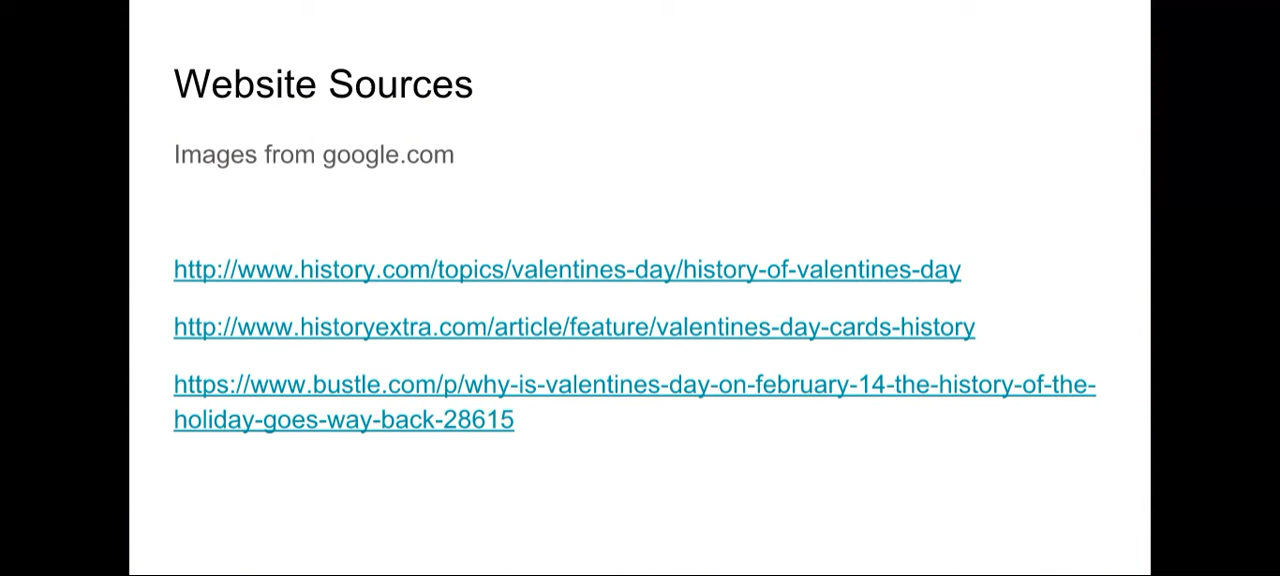 Website Sources
Images from google.com
http://www.history.com/topics/valentines-day/history-of-valentines-day
http://www.historyextra.com/article/feature/valentines-day-cards-history
https://www.bustle.com/p/why-is-valentines-day-on-february-14-the-history-of-the-
holiday-goes-way-back-28615